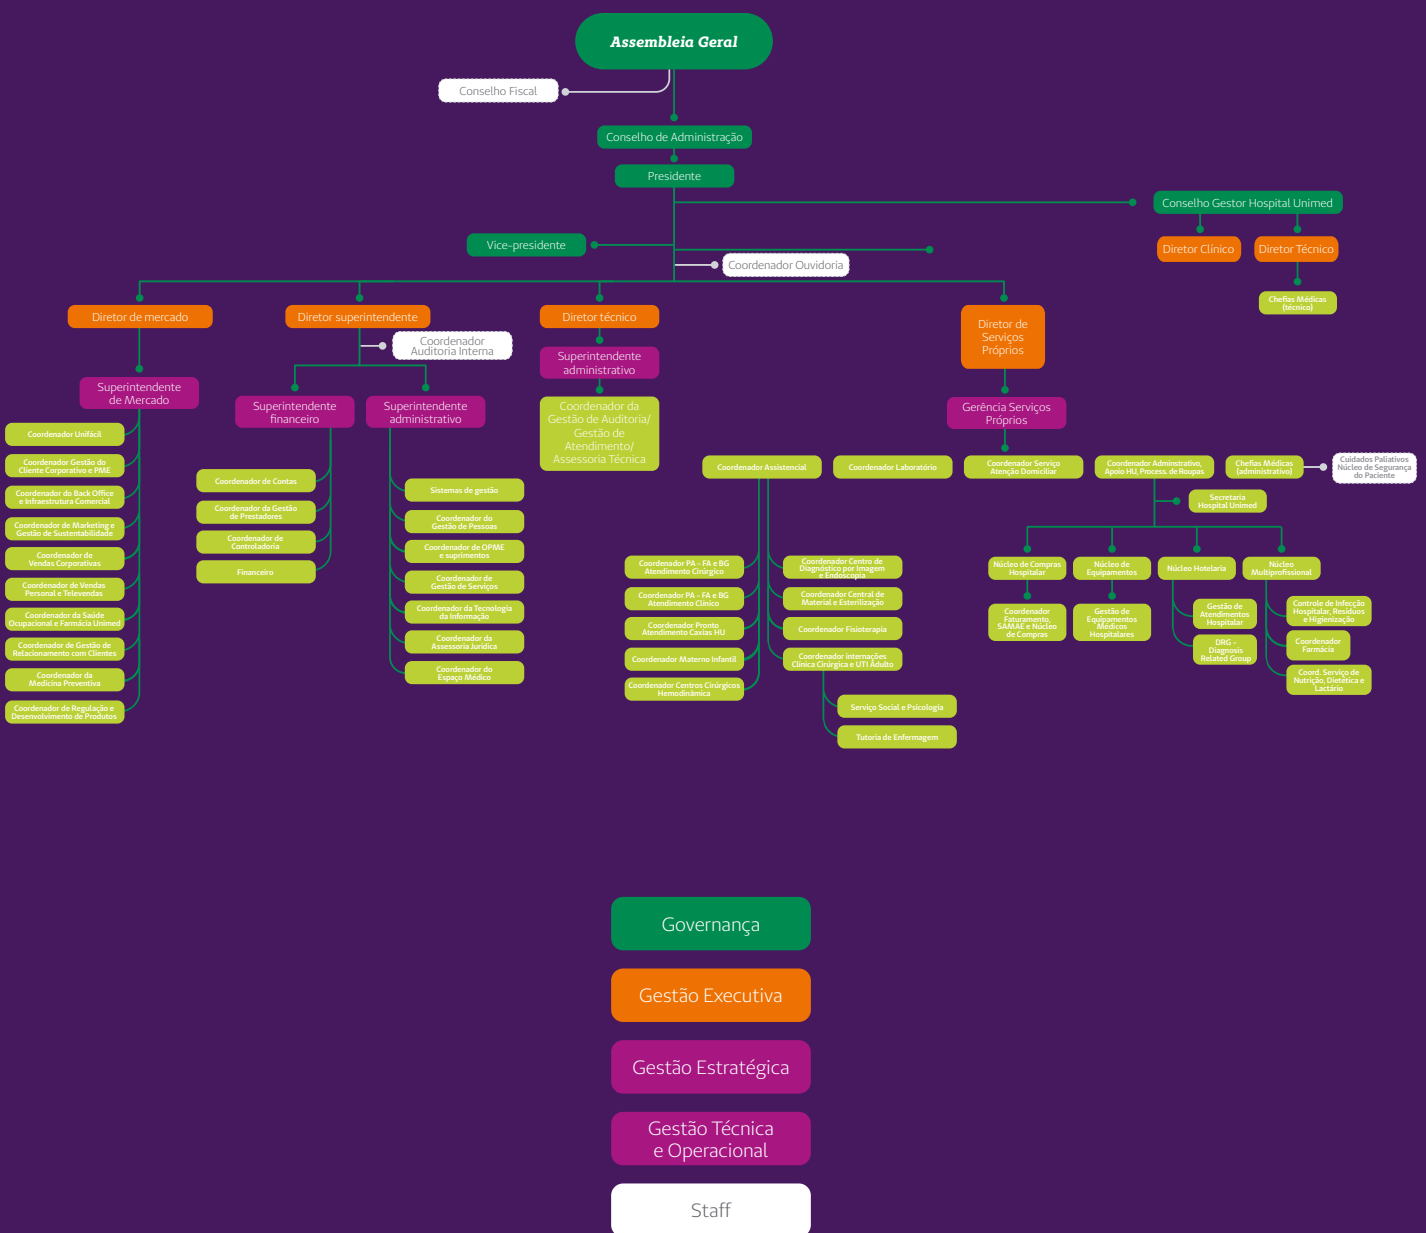 Assembleia Geral
Conselho Fiscal
Conselho de Administração
Presidente
Conselho Gestor Hospital Unimed
Vice-presidente
Diretor Clínico
Diretor Técnico
Coordenador Ouvidoria
Chefias Médicas
(técnico)
Diretor de mercado
Diretor superintendente
Diretor técnico
Diretor de
Serviços
Próprios
Coordenador
Auditoria Interna
Superintendente
administrativo
Superintendente
de Mercado
Superintendente
financeiro
Superintendente
administrativo
Coordenador da
Gestão de Auditoria/
Gestão de
Atendimento/
Assessoria Técnica
Gerência Serviços
Próprios
Coordenador Unifácil
Coordenador Gestão do
Cliente Corporativo e PME
Coordenador do Back Office
e Infraestrutura Comercial
Coordenador de Marketing e
Gestão de Sustentabilidade
Coordenador de
Vendas Corporativas
Coordenador de Vendas
Personal e Televendas
Coordenador da Saúde
Ocupacional e Farmácia Unimed
Coordenador de Gestão de
Relacionamento com Clientes
Coordenador da
Medicina Preventiva
Coordenador de Regulação e
Desenvolvimento de Produtos
Coordenador de Contas
Coordenador da Gestão
de Prestadores
Coordenador de
Controladoria
Financeiro
Sistemas de gestão
Coordenador do
Gestão de Pessoas
Coordenador de OPME
e suprimentos
Coordenador de
Gestão de Serviços
Coordenador da Tecnologia
da Informação
Coordenador da
Assessoria Jurídica
Coordenador do
Espaço Médico
Coordenador Assistencial
Coordenador Laboratório
Coordenador Serviço
Atenção Domiciliar
Coordenador Adminstrativo,
Apoio HU, Process. de Roupas
Chefias Médicas
(administrativo)
Cuidados Paliativos
Núcleo de Segurança
do Paciente
Secretaria
Hospital Unimed
Coordenador PA - FA e BG
Atendimento Cirúrgico
Coordenador PA - FA e BG
Atendimento Clínico
Coordenador Pronto
Atendimento Caxias HU
Coordenador Materno Infantil
Coordenador Centros Cirúrgicos
Hemodinâmica
Coordenador Centro de
Diagnóstico por Imagem
e Endoscopia
Coordenador Central de
Material e Esterilização
Coordenador Fisioterapia
Coordenador internações
Clínica Cirúrgica e UTI Adulto
Serviço Social e Psicologia
Tutoria de Enfermagem
Núcleo de Compras
Hospitalar
Núcleo de
Equipamentos
Núcleo Hotelaria
Núcleo
Multiprofissional
Coordenador
Faturamento,
SAMAE e Núcleo
de Compras
Gestão de
Equipamentos
Médicos
Hospitalares
Gestão de
Atendimentos
Hospitalar
DRG -
Diagnosis
Related Group
Controle de Infecção
Hospitalar, Resíduos
e Higienização
Coordenador
Farmácia
Coord. Serviço de
Nutrição, Dietética e
Lactário
Governança
Gestão Executiva
Gestão Estratégica
Gestão Técnica
e Operacional
Staff